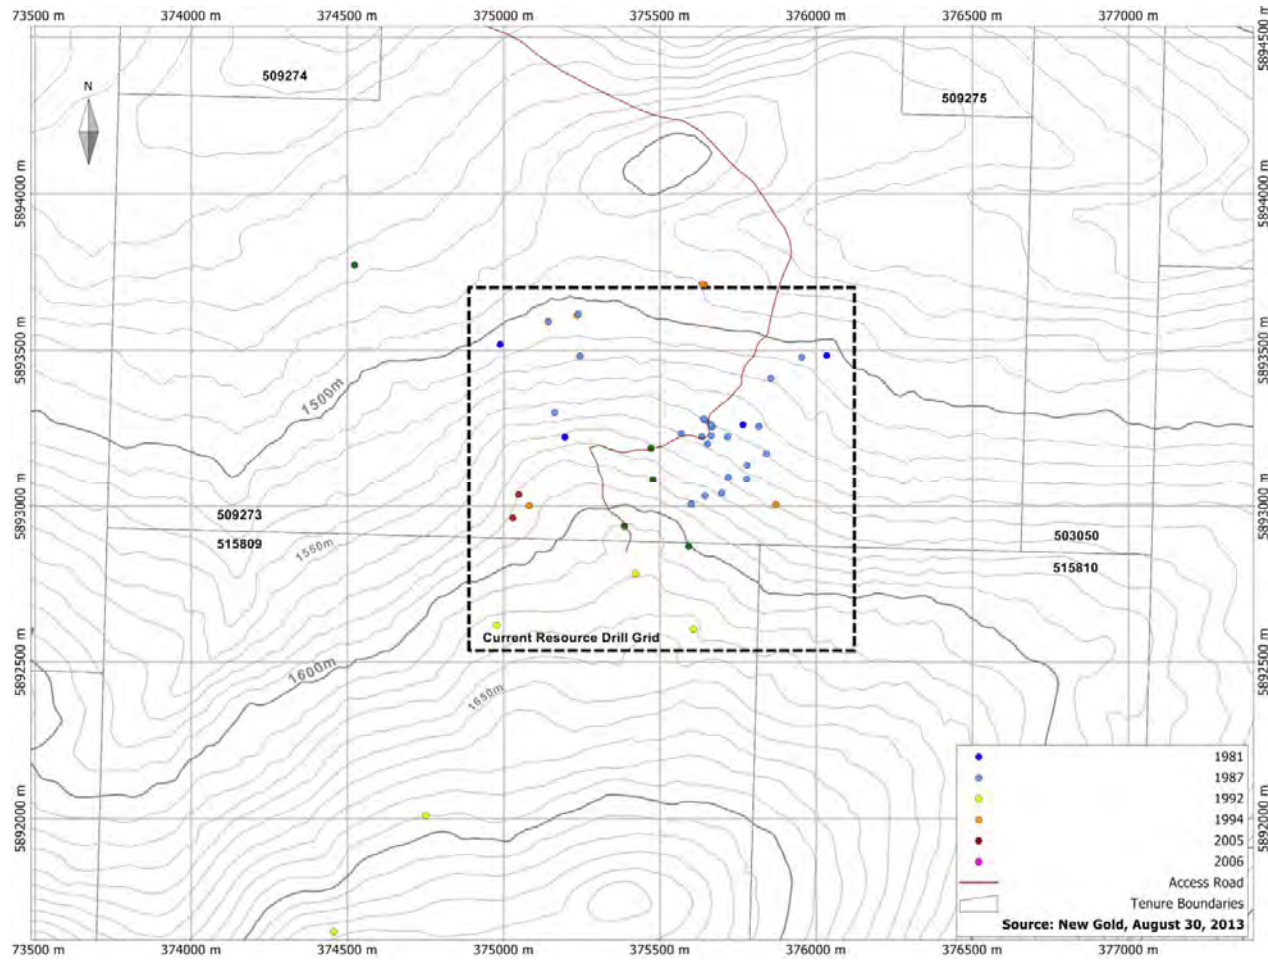 73500 m 374000 m 374500 m 375000 m 375500 m 376000 m 376500 m 377000 m
5894500 m
5894500 m
509274
509275
N
5894000 m
5894000 m
5893500 m
5893500 m
1500m
5893000 m
5893000 m
509273
515809
503050
515810
1550m
Current Resource Drill Grid
5892500 m
5892500 m
1600m
1650m
1981
1987
1992
1994
2005
2006
Access Road
Tenure Boundaries
Source: New Gold, August 30, 2013
5892000 m
5892000 m
73500 m 374000 m 374500 m 375000 m 375500 m 376000 m 376500 m 377000 m